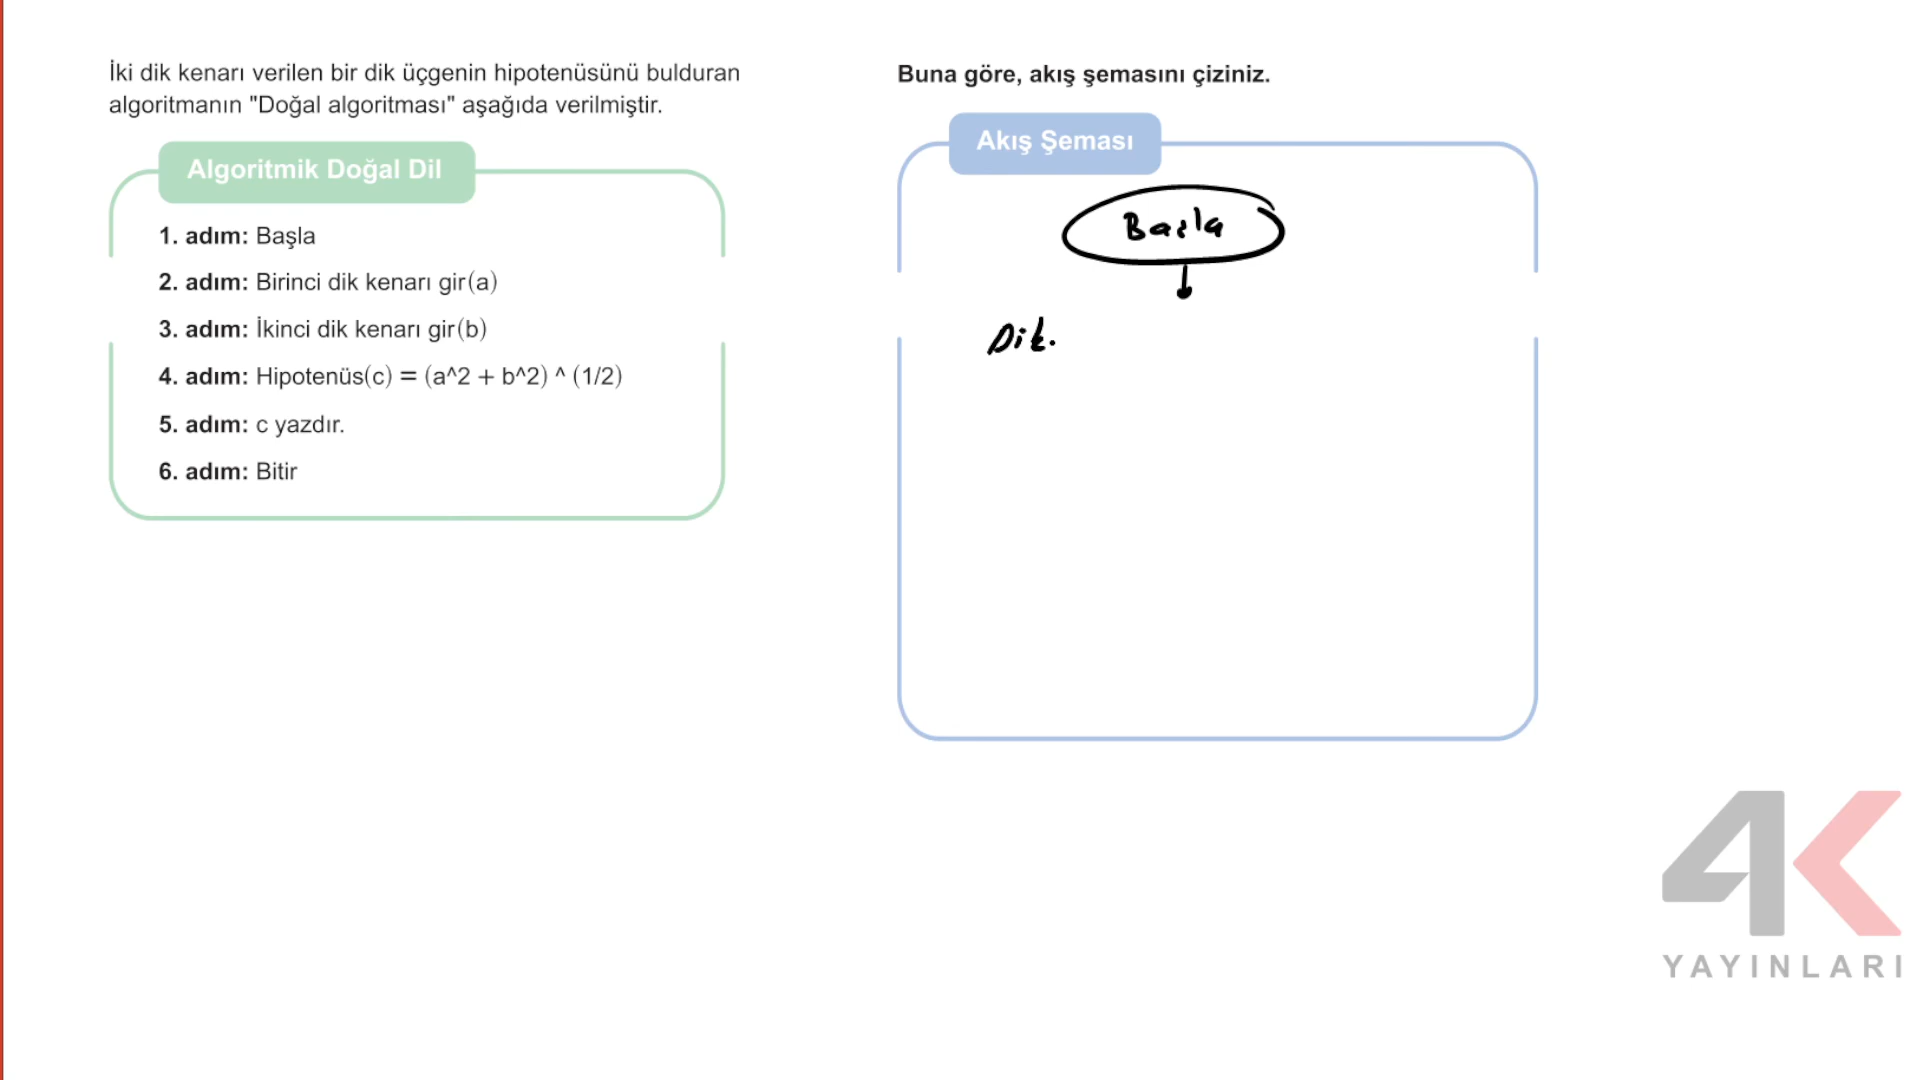 İki dik kenarı verilen bir dik üçgenin hipotenüsünü bulduran
algoritmanın "Doğal algoritması" aşağıda verilmiştir.
Algoritmik Doğal Dil
1. adım: Başla
2. adım: Birinci dik kenarı gir(a)
3. adım: İkinci dik kenarı gir(b)
4. adım: Hipotenüs(c) = (a^2 + b^2) ^ (1/2)
5. adım: c yazdır.
6. adım: Bitir
Buna göre, akış şemasını çiziniz.
Akış Şeması
Başla
Dik.
4K
YAYINLARI